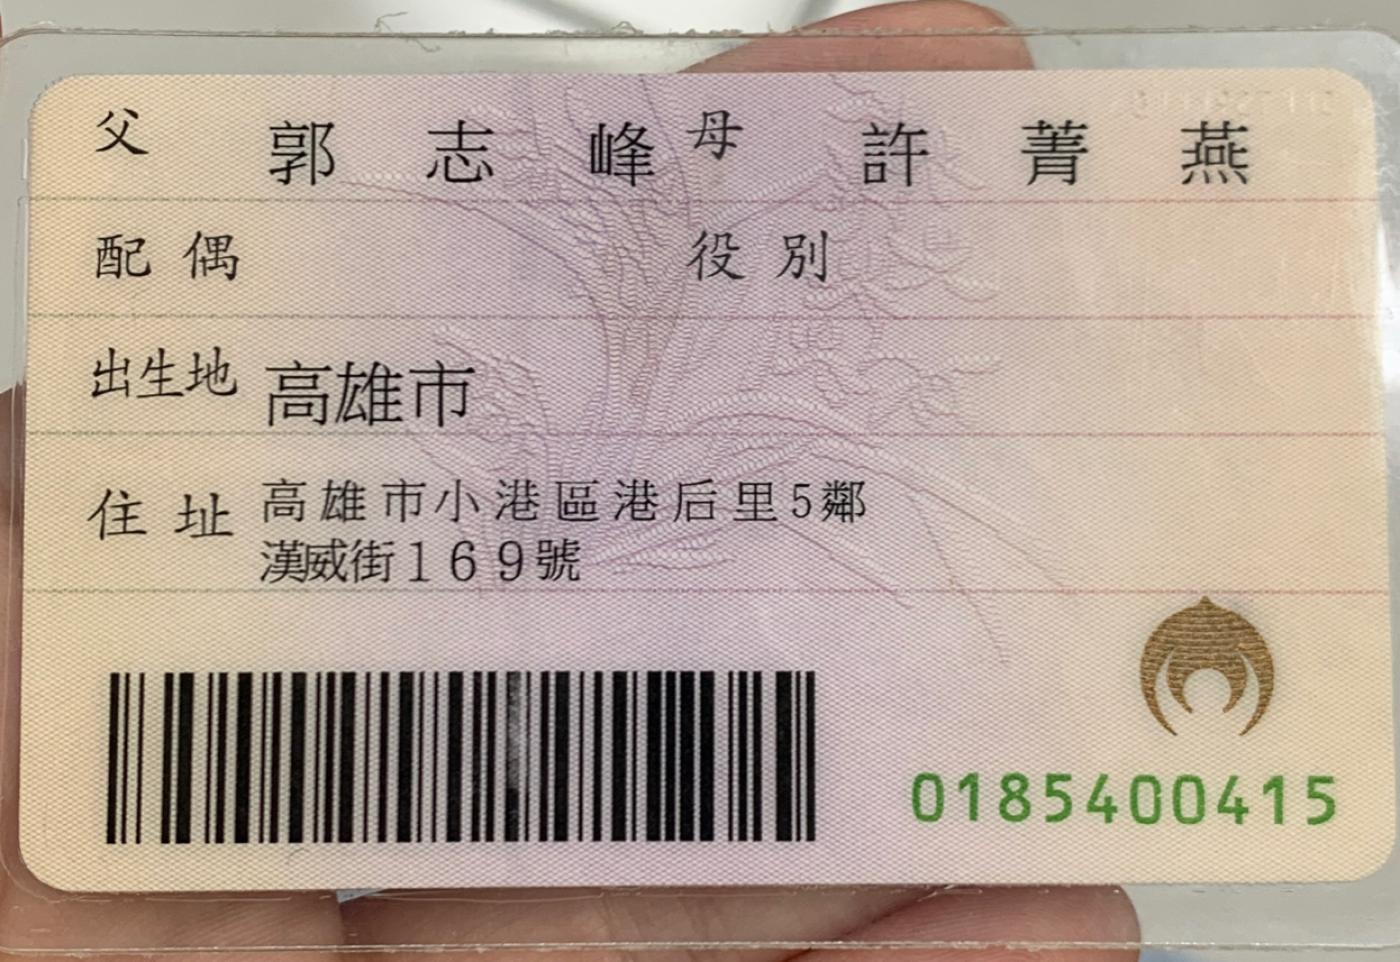 父 郭志峰 母 許菁燕
配偶 役別
出生地 高雄市
住址 高雄市小港區港后里5鄰
漢威街169號
0185400415